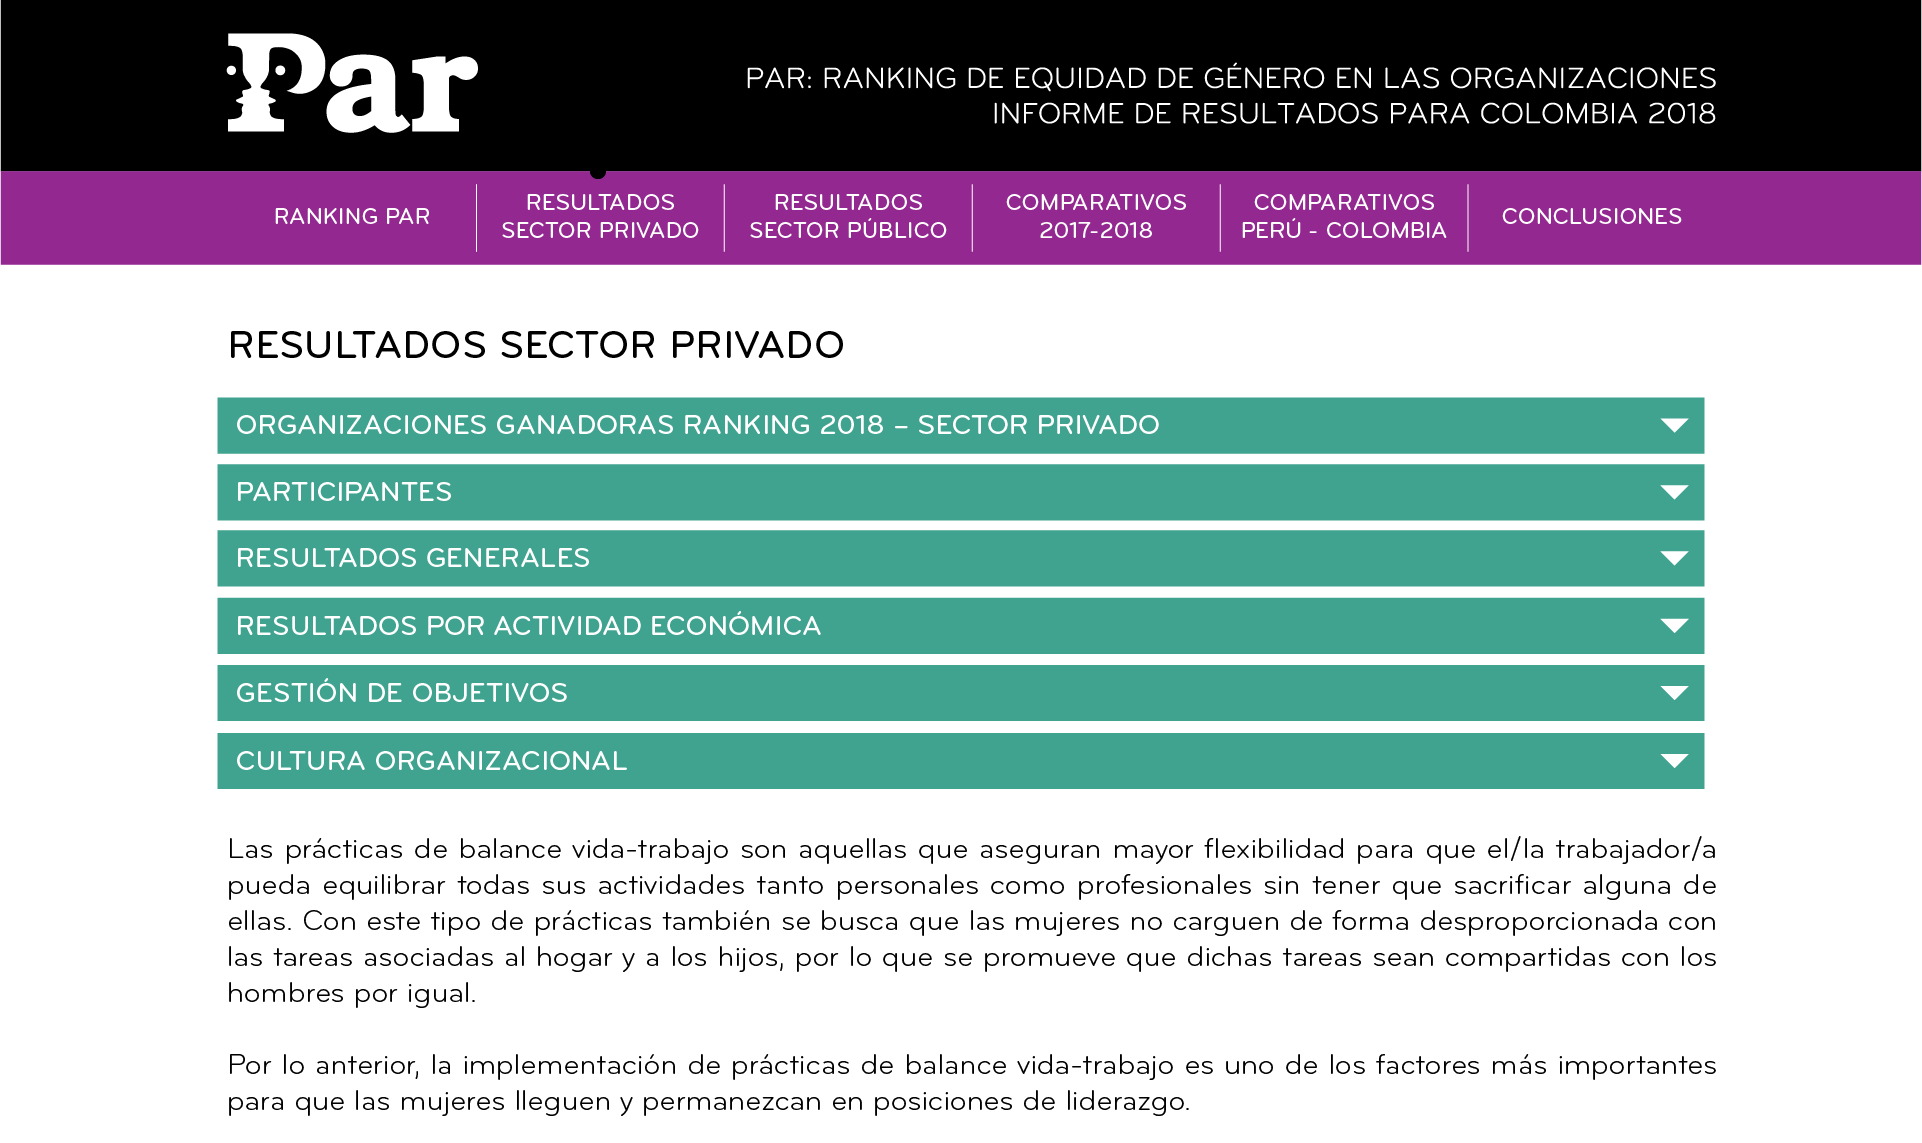 Par
PAR: RANKING DE EQUIDAD DE GÉNERO EN LAS ORGANIZACIONES
INFORME DE RESULTADOS PARA COLOMBIA 2018
RANKING PAR
RESULTADOS
SECTOR PRIVADO
RESULTADOS
SECTOR PÚBLICO
COMPARATIVOS
2017-2018
COMPARATIVOS
PERÚ - COLOMBIA
CONCLUSIONES
RESULTADOS SECTOR PRIVADO
ORGANIZACIONES GANADORAS RANKING 2018 – SECTOR PRIVADO
PARTICIPANTES
RESULTADOS GENERALES
RESULTADOS POR ACTIVIDAD ECONÓMICA
GESTIÓN DE OBJETIVOS
CULTURA ORGANIZACIONAL
Las prácticas de balance vida-trabajo son aquellas que aseguran mayor flexibilidad para que el/la trabajador/a
pueda equilibrar todas sus actividades tanto personales como profesionales sin tener que sacrificar alguna de
ellas. Con este tipo de prácticas también se busca que las mujeres no carguen de forma desproporcionada con
las tareas asociadas al hogar y a los hijos, por lo que se promueve que dichas tareas sean compartidas con los
hombres por igual.
Por lo anterior, la implementación de prácticas de balance vida-trabajo es uno de los factores más importantes
para que las mujeres lleguen y permanezcan en posiciones de liderazgo.